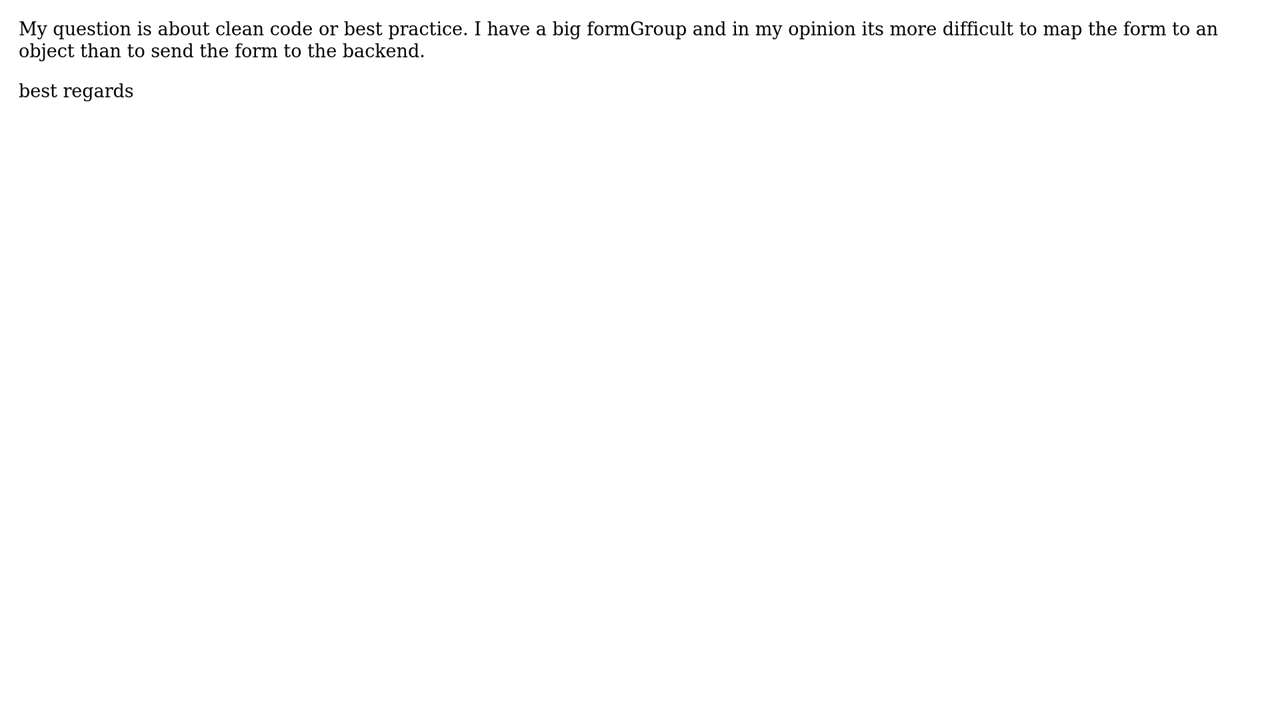 My question is about clean code or best practice. I have a big formGroup and in my opinion its more difficult to map the form to an
object than to send the form to the backend.
best regards